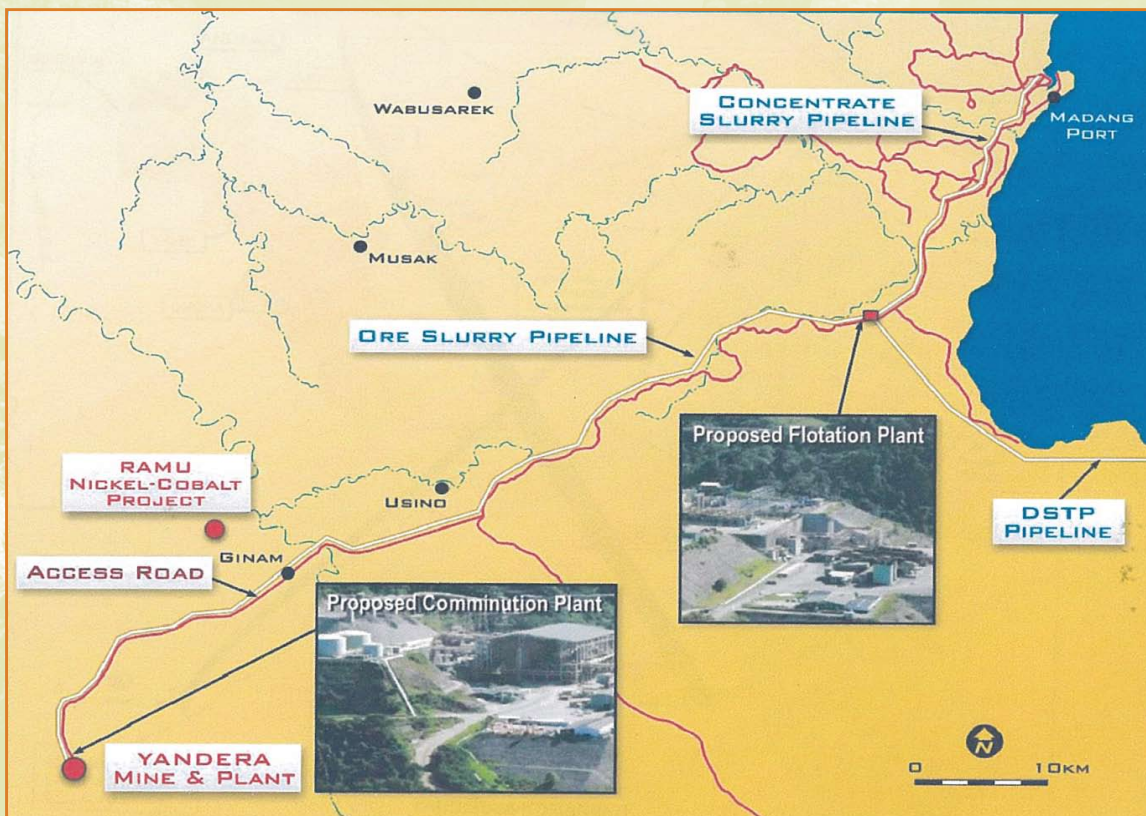 WABUSAREK
CONCENTRATE
SLURRY PIPELINE
MADANG
PORT
MUSAK
ORE SLURRY PIPELINE
Proposed Flotation Plant
RAMU
NICKEL-COBALT
PROJECT
USINO
DSTP
PIPELINE
GINAM
ACCESS ROAD
Proposed Comminution Plant
YANDERA
MINE & PLANT
N
0 10KM